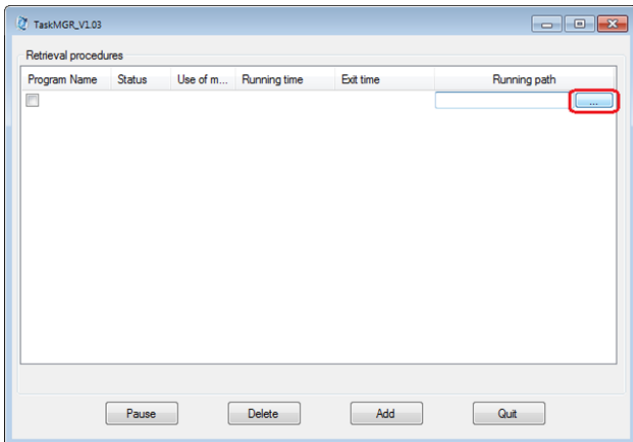 TaskMGR_V1.03
Retrieval procedures
Program Name Status Use of m... Running time Exit time Running path
...
Pause Delete Add Quit